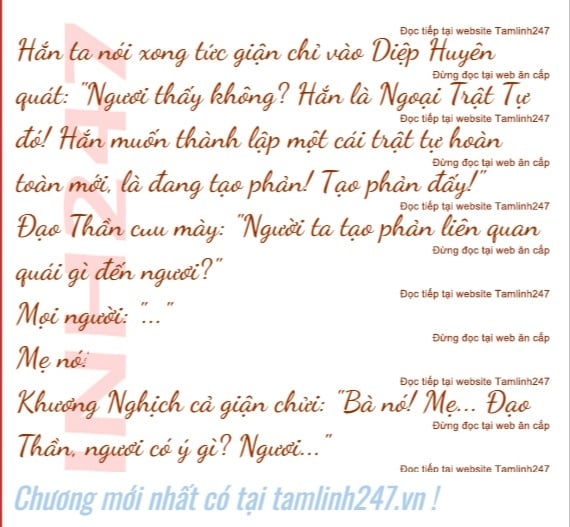 Đọc tiếp tại website Tamlinh247
Hắn ta nói xong tức giận chỉ vào Diệp Huyên
Đừng đọc tại web ăn cắp
quát: "Ngươi thấy không? Hắn là Ngoại Trật Tự
Đọc tiếp tại website Tamlinh247
đó! Hắn muốn thành lập một cái trật tự hoàn
Đừng đọc tại web ăn cắp
toàn mới, là đang tạo phản! Tạo phản đấy!"
Đọc tiếp tại website Tamlinh247
Đạo Thần cuu mày: "Người ta tạo phản liên quan
Đừng đọc tại web ăn cắp
quái gì đến ngươi?"
Đọc tiếp tại website Tamlinh247
Mọi người: "..."
Đừng đọc tại web ăn cắp
Mẹ nó!
Đọc tiếp tại website Tamlinh247
Khương Nghịch cả giận chửi: "Bà nó! Mẹ... Đạo
Đừng đọc tại web ăn cắp
Thần, ngươi có ý gì? Ngươi..."
Đọc tiếp tại website Tamlinh247
INH247
Chương mới nhất có tại tamlinh247.vn !